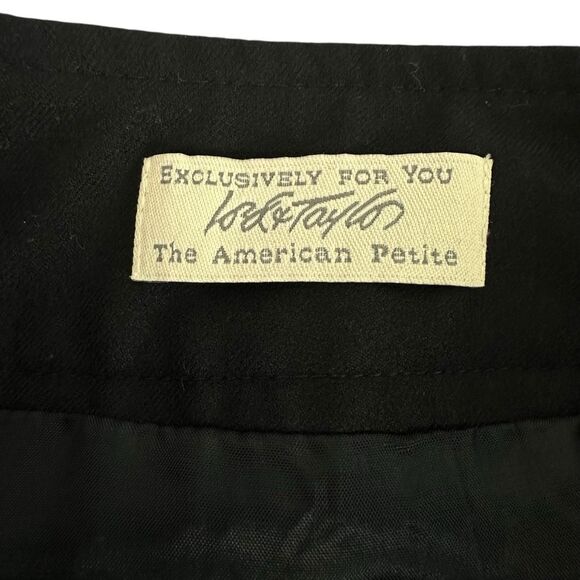 EXCLUSIVELY FOR YOU
Lord & Taylor
The American Petite